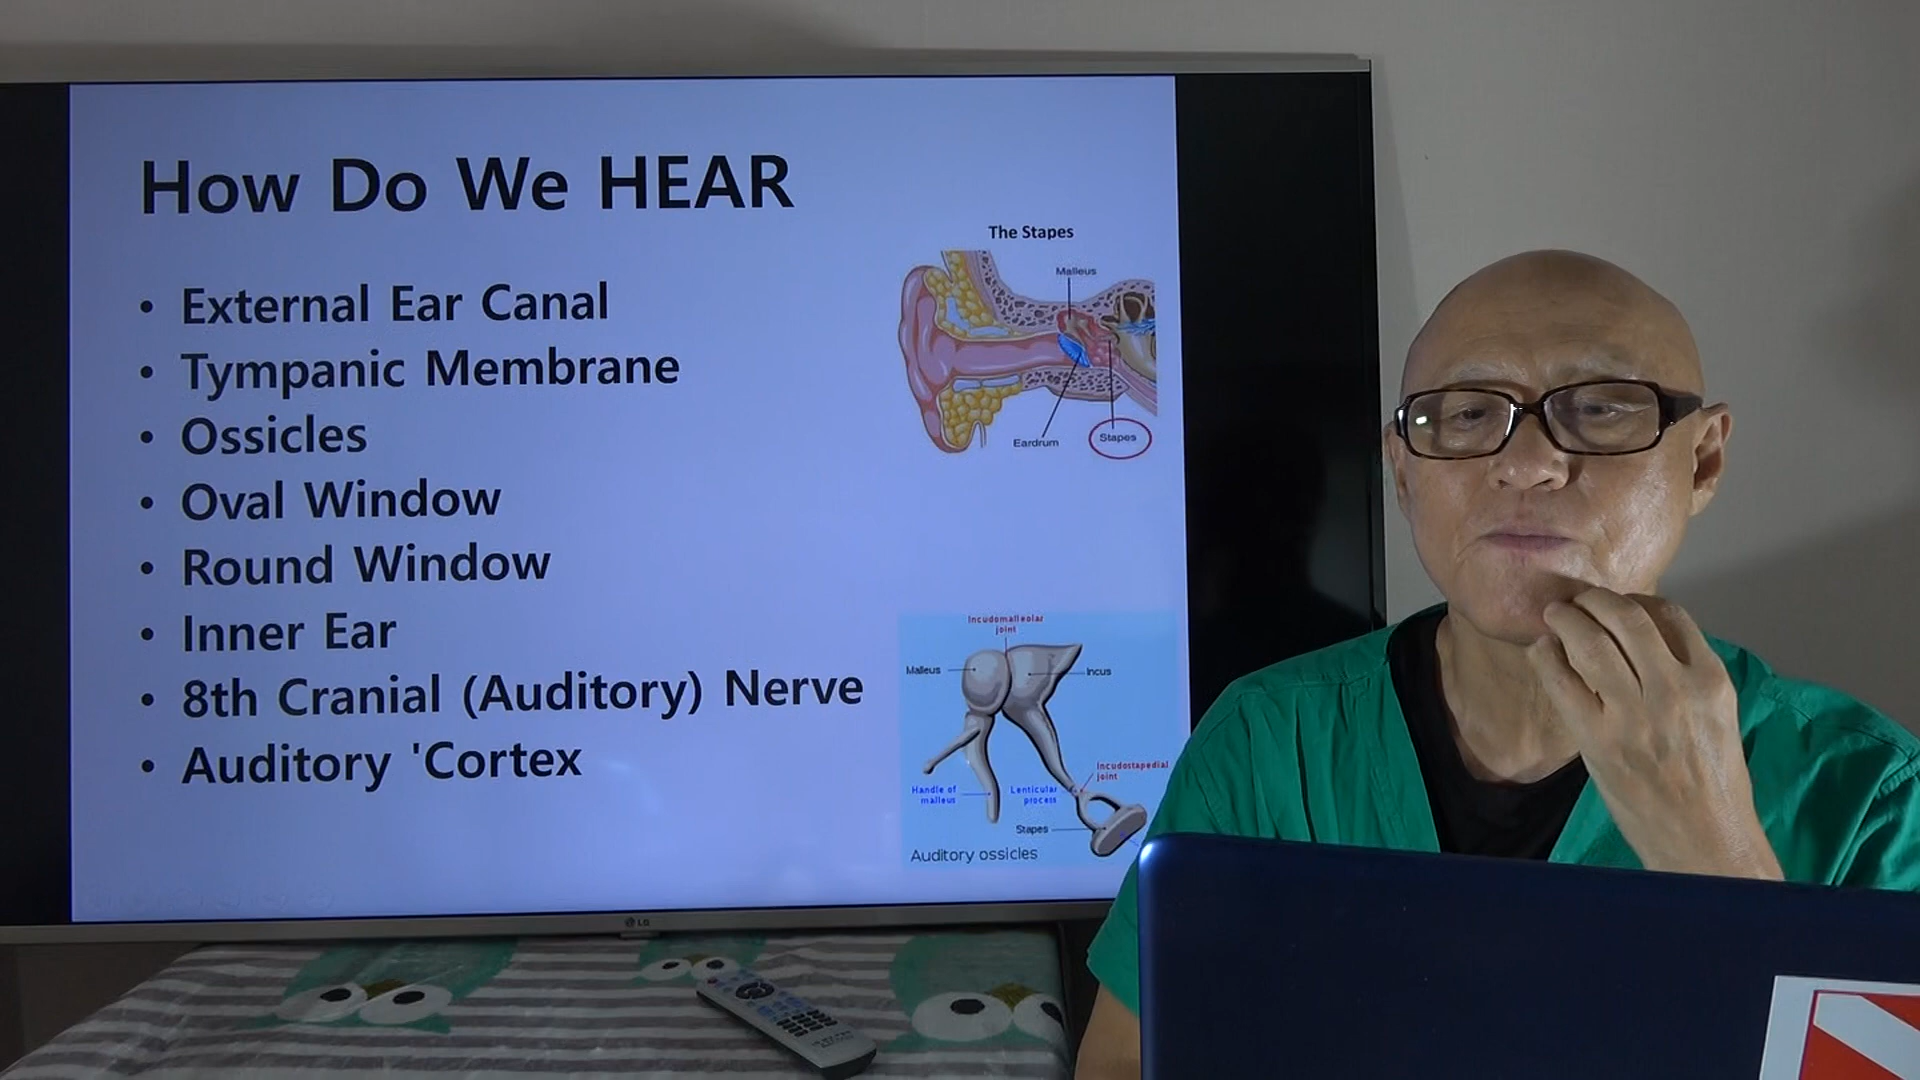 How Do We HEAR
• External Ear Canal
• Tympanic Membrane
• Ossicles
• Oval Window
• Round Window
• Inner Ear
• 8th Cranial (Auditory) Nerve
• Auditory 'Cortex
The Stapes
Malleus
Eardrum
Stapes
Incudomalleolar
joint
Malleus
Incus
Incudostapedial
joint
Handle of
malleus
Lenticular
process
Stapes
Auditory ossicles
LG